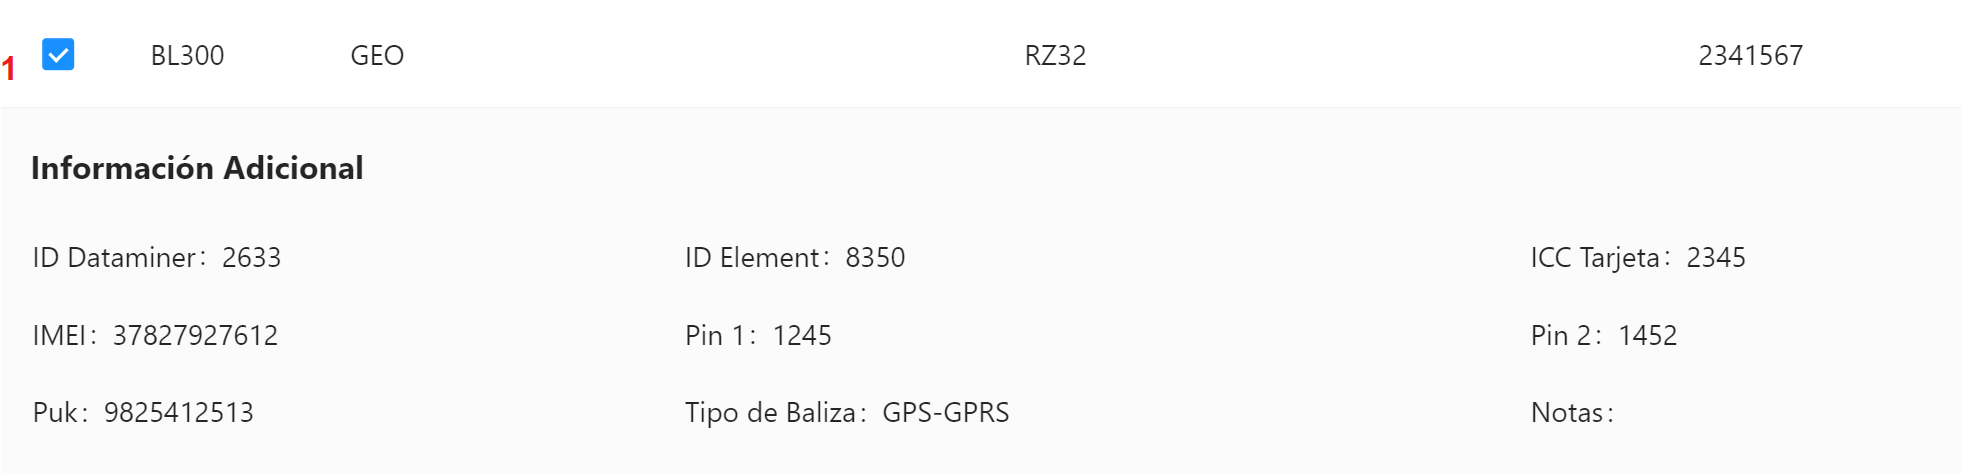 1 BL300 GEO RZ32 2341567
Información Adicional
ID Dataminer: 2633 ID Element: 8350 ICC Tarjeta: 2345
IMEI: 37827927612 Pin 1: 1245 Pin 2: 1452
Puk: 9825412513 Tipo de Baliza: GPS-GPRS Notas: